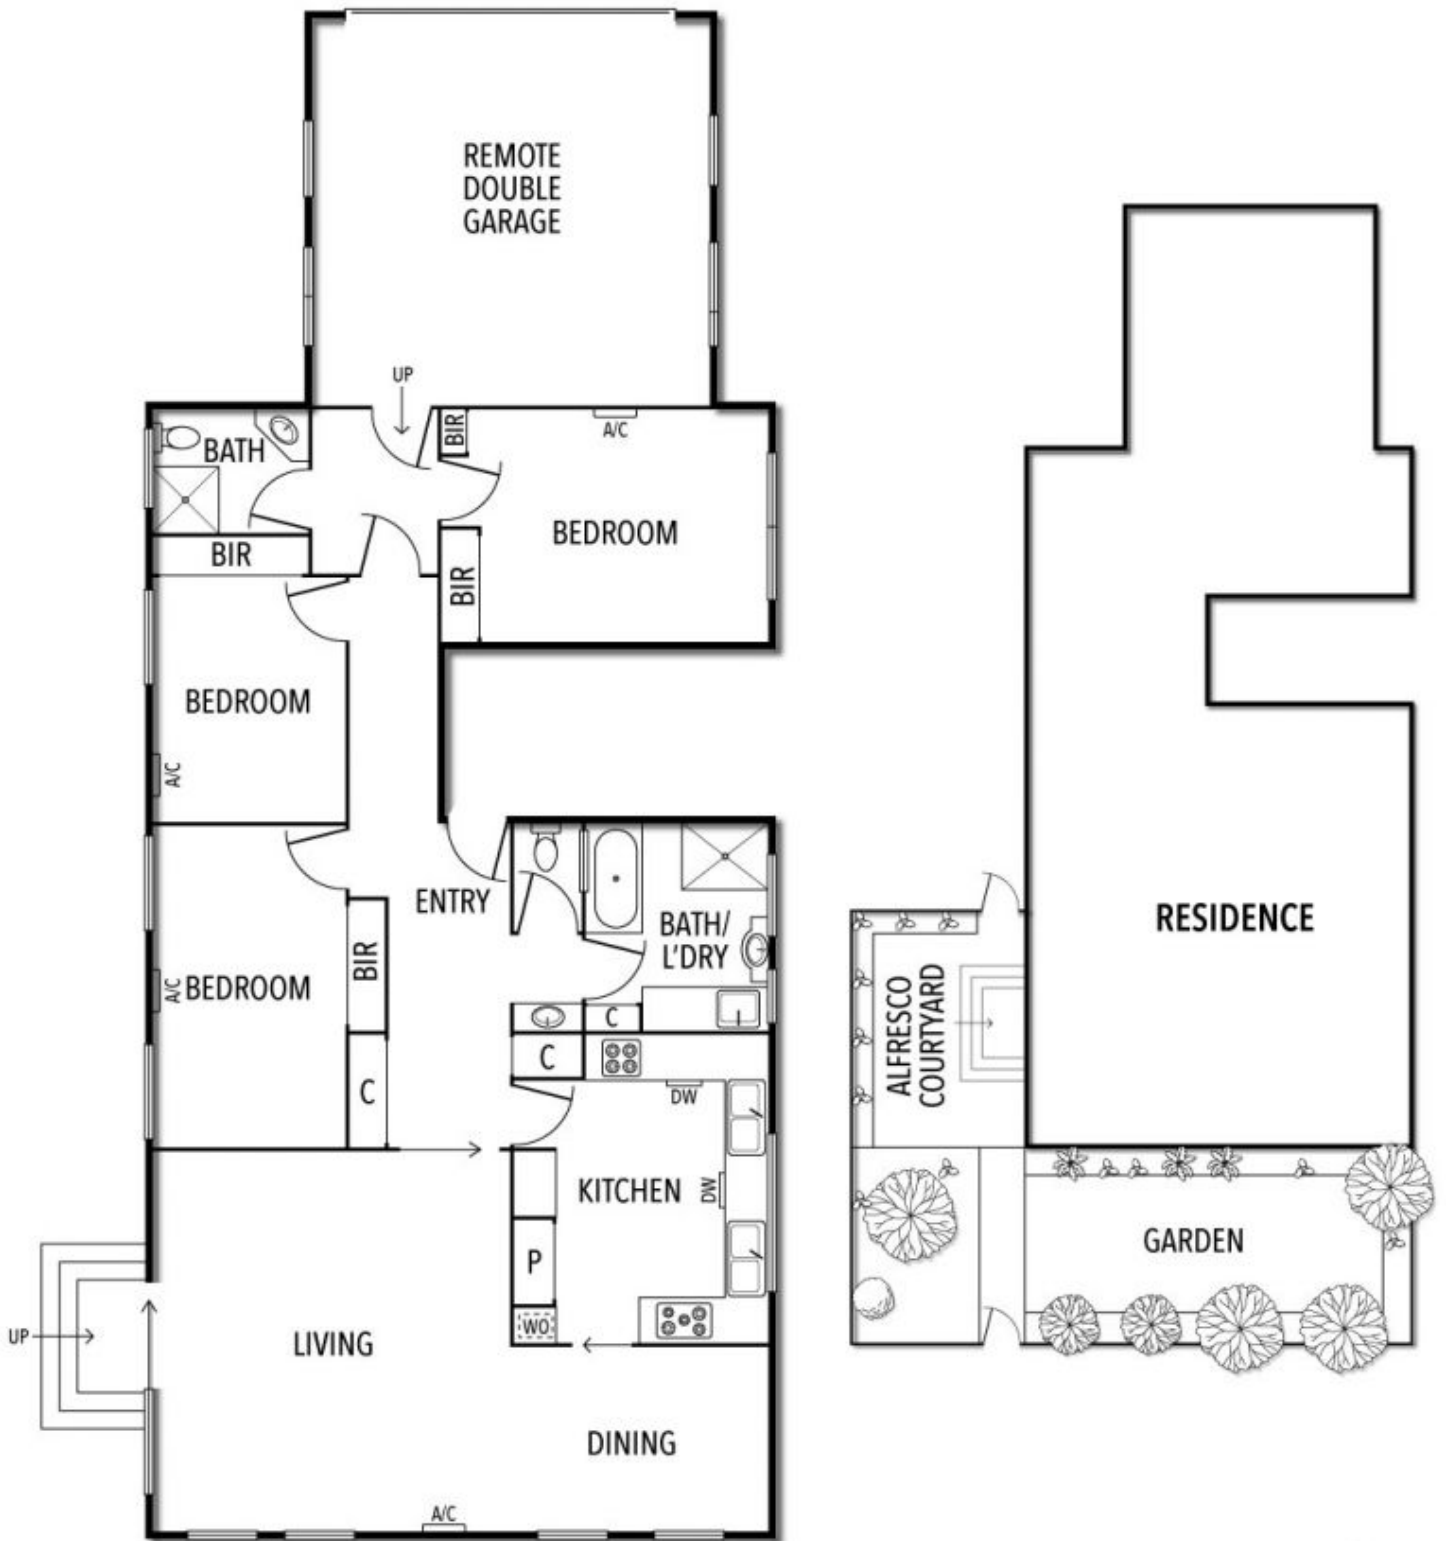 REMOTE
DOUBLE
GARAGE
UP
BIR
A/C
BATH
BEDROOM
BIR
BIR
BEDROOM
A/C
ENTRY
BATH/
L'DRY
BIR
A/C
BEDROOM
C
C
C
DW
KITCHEN
DW
P
WO
UP
LIVING
DINING
A/C
RESIDENCE
ALFRESCO
COURTYARD
GARDEN